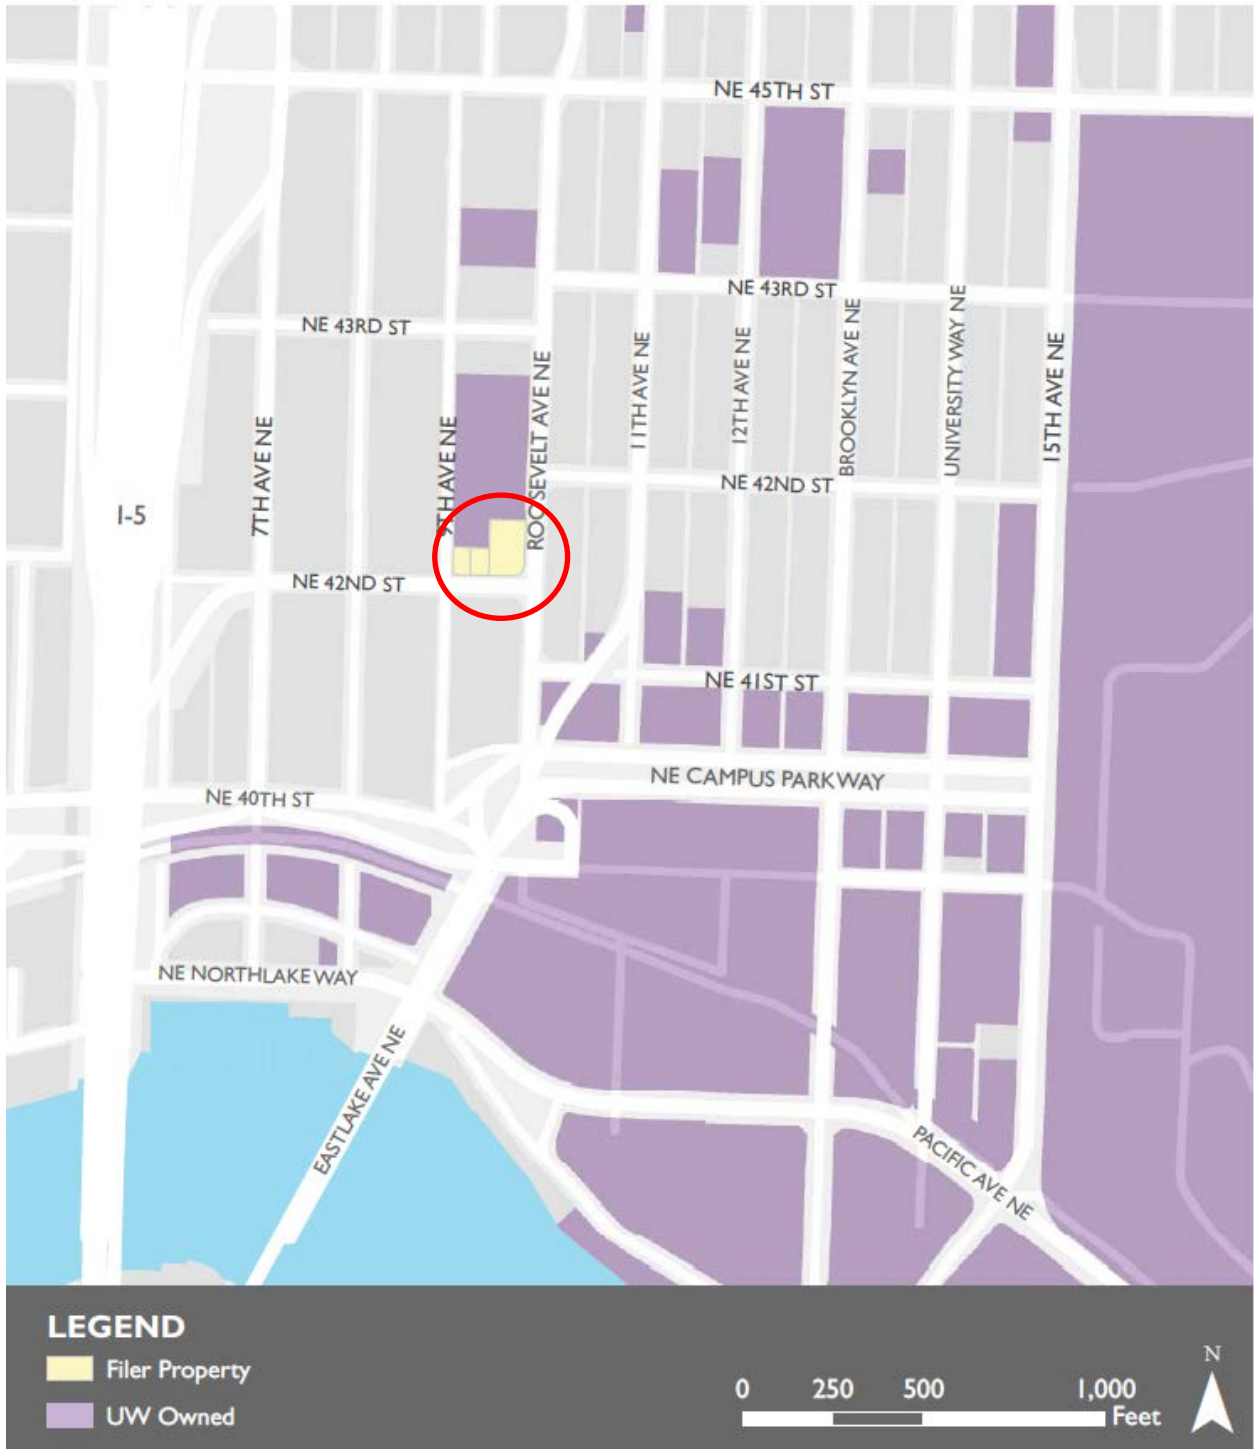 NE 45TH ST
NE 43RD ST
NE 43RD ST
7TH AVE NE
9TH AVE NE
ROOSEVELT AVE NE
11TH AVE NE
12TH AVE NE
BROOKLYN AVE NE
UNIVERSITY WAY NE
15TH AVE NE
NE 42ND ST
I-5
NE 42ND ST
NE 41ST ST
NE CAMPUS PARKWAY
NE 40TH ST
NE NORTHLAKE WAY
EASTLAKE AVE NE
PACIFIC AVE NE
LEGEND
Filer Property
UW Owned
0 250 500 1,000
Feet
N